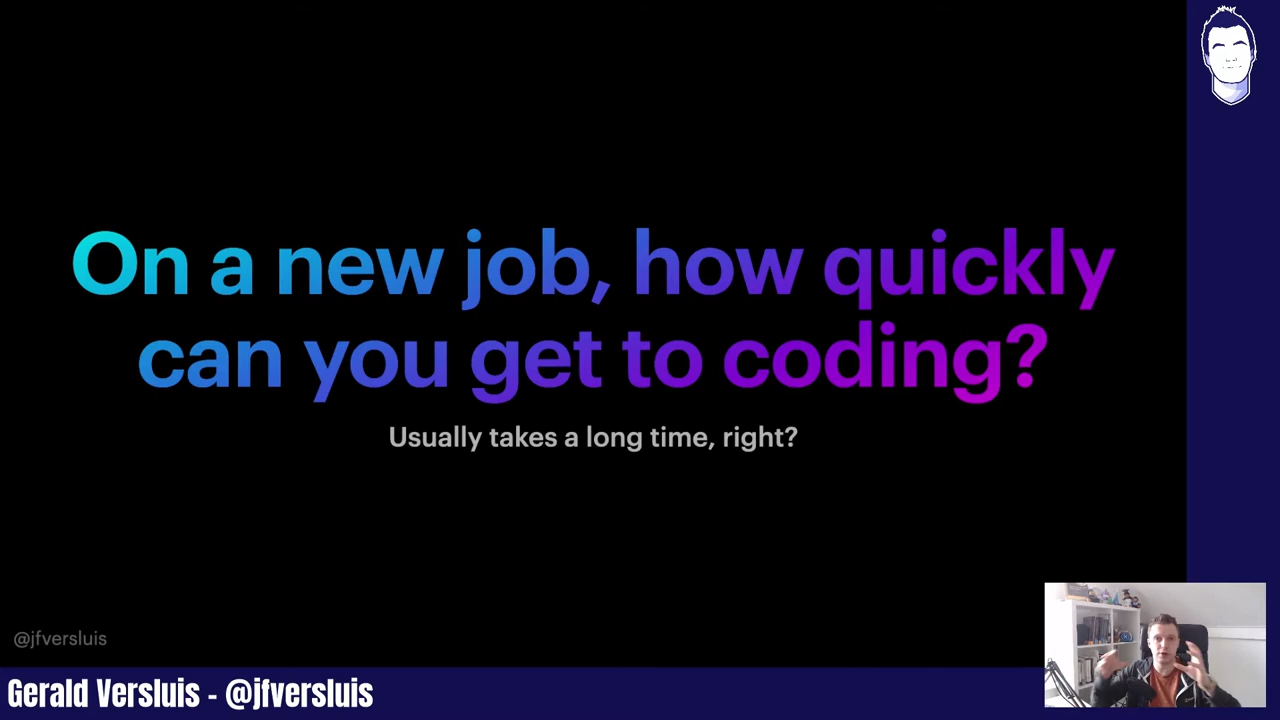 On a new job, how quickly
can you get to coding?
Usually takes a long time, right?
@jfversluis
Gerald Versluis - @jfversluis